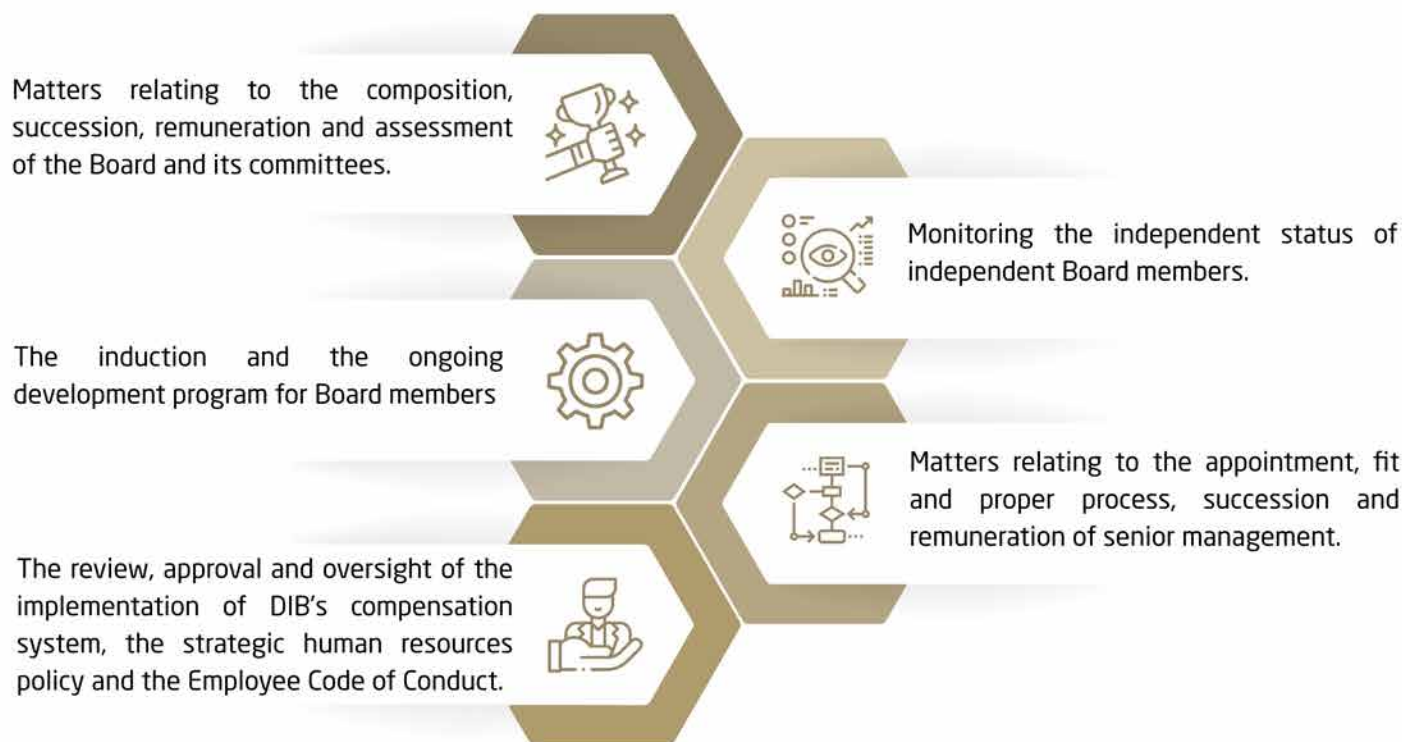 Matters relating to the composition,
succession, remuneration and assessment
of the Board and its committees.
Monitoring the independent status of
independent Board members.
The induction and the ongoing
development program for Board members
Matters relating to the appointment, fit
and proper process, succession and
remuneration of senior management.
The review, approval and oversight of the
implementation of DIB's compensation
system, the strategic human resources
policy and the Employee Code of Conduct.